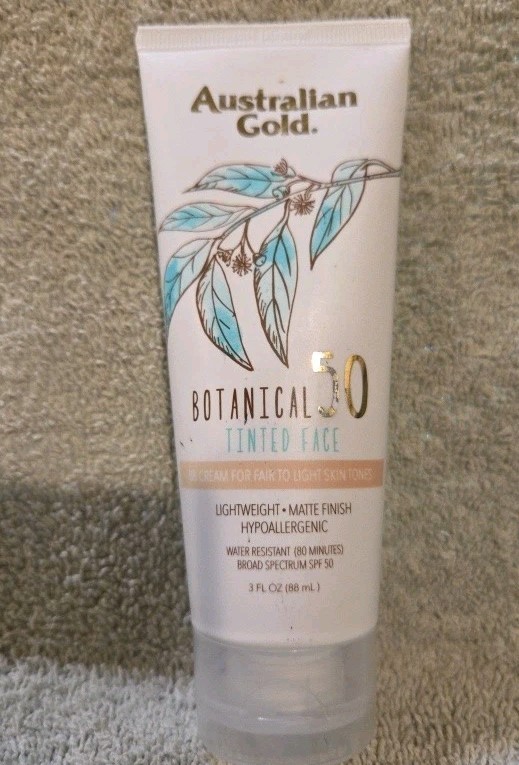 Australian
Gold.
BOTANICAL 50
TINTED FACE
BB CREAM FOR FAIR TO LIGHT SKIN TONES
LIGHTWEIGHT • MATTE FINISH
HYPOALLERGENIC
WATER RESISTANT (80 MINUTES)
BROAD SPECTRUM SPF 50
3 FL OZ (88 mL)